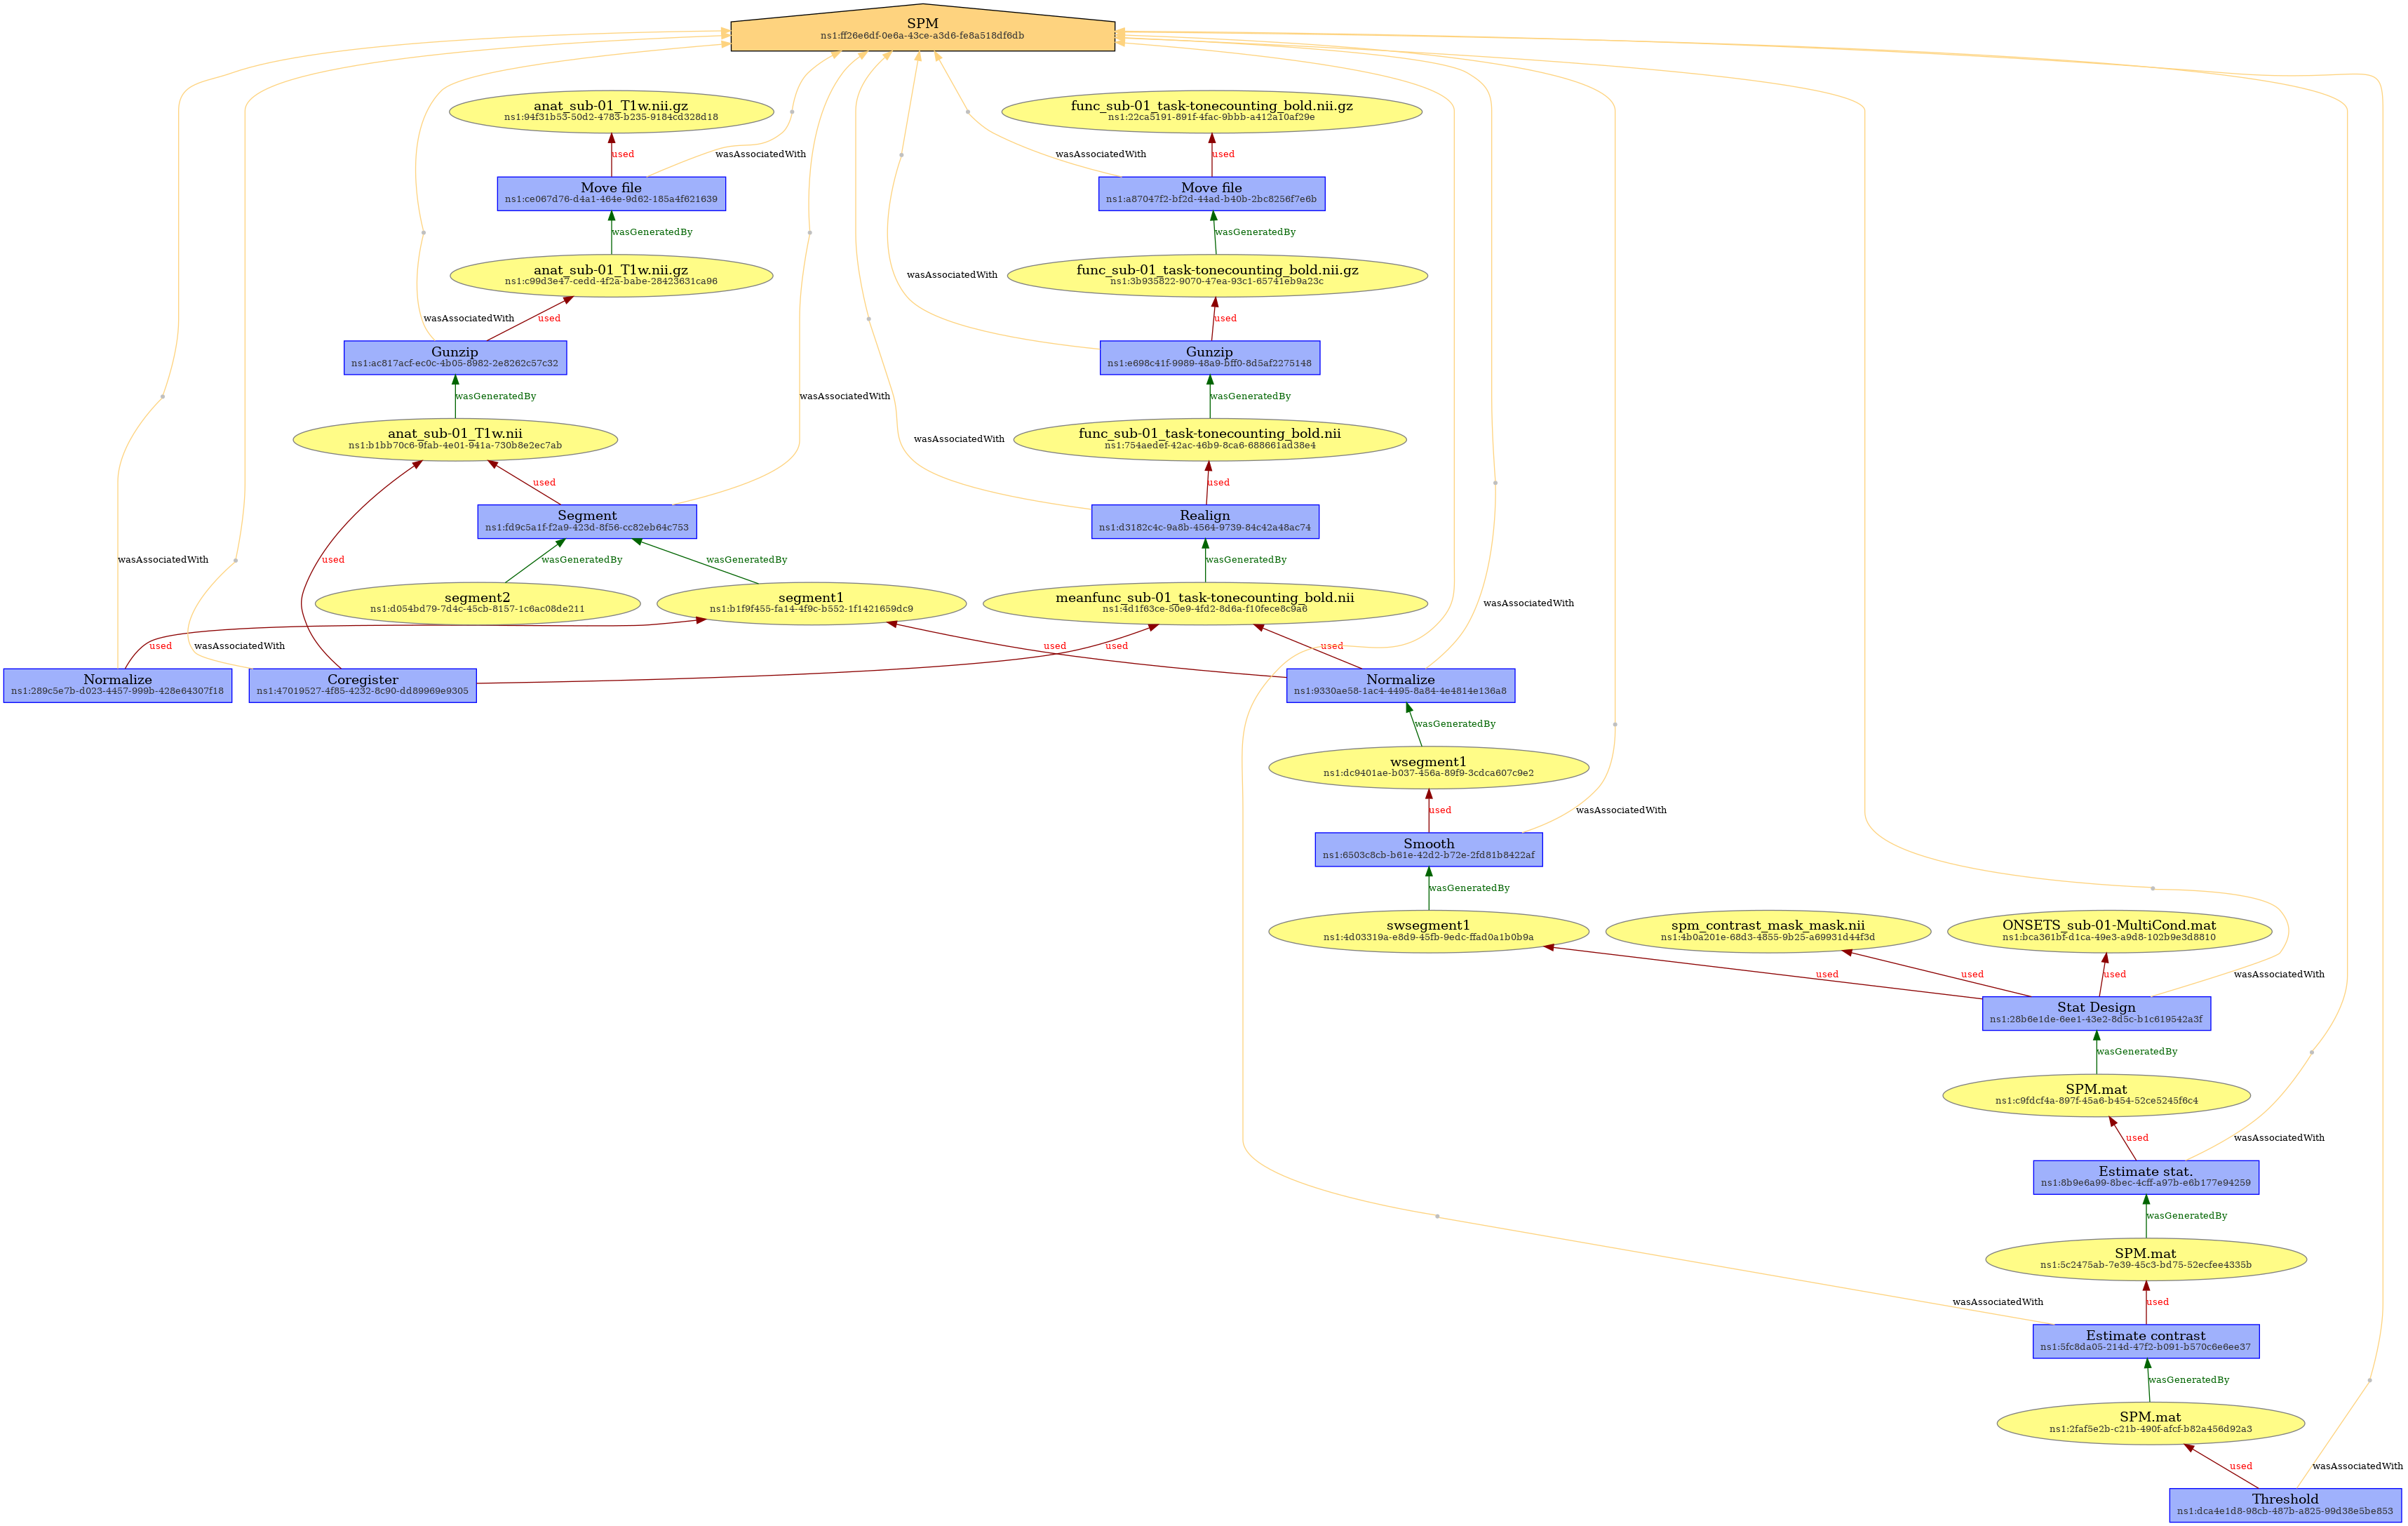 SPM
ns1:ff26e6df-0e6a-43ce-a3d6-fe8a518df6db
anat_sub-01_T1w.nii.gz
ns1:94f31b53-50d2-4783-b235-9184cd328d18
func_sub-01_task-tonecounting_bold.nii.gz
ns1:22ca5191-891f-4fac-9bbb-a412a10af29e
used
wasAssociatedWith
wasAssociatedWith
used
Move file
ns1:ce067d76-d4a1-464e-9d62-185a4f621639
Move file
ns1:a87047f2-bf2d-44ad-b40b-2bc8256f7e6b
wasGeneratedBy
wasGeneratedBy
anat_sub-01_T1w.nii.gz
ns1:c99d3e47-cedd-4f2a-babe-28423631ca96
wasAssociatedWith
func_sub-01_task-tonecounting_bold.nii.gz
ns1:3b935822-9070-47ea-93c1-65741eb9a23c
wasAssociatedWith
used
used
Gunzip
ns1:ac817acf-ec0c-4b05-8982-2e8262c57c32
Gunzip
ns1:e698c41f-9989-48a9-bff0-8d5af2275148
wasGeneratedBy
wasAssociatedWith
wasGeneratedBy
anat_sub-01_T1w.nii
ns1:b1bb70c6-9fab-4e01-941a-730b8e2ec7ab
wasAssociatedWith
func_sub-01_task-tonecounting_bold.nii
ns1:754aedef-42ac-46b9-8ca6-688661ad38e4
used
used
Segment
ns1:fd9c5a1f-f2a9-423d-8f56-cc82eb64c753
Realign
ns1:d3182c4c-9a8b-4564-9739-84c42a48ac74
wasAssociatedWith
used
wasGeneratedBy
wasGeneratedBy
wasGeneratedBy
segment2
ns1:d054bd79-7d4c-45cb-8157-1c6ac08de211
segment1
ns1:b1f9f455-fa14-4f9c-b552-1f1421659dc9
meanfunc_sub-01_task-tonecounting_bold.nii
ns1:4d1f63ce-50e9-4fd2-8d6a-f10fece8c9a6
wasAssociatedWith
used
wasAssociatedWith
used
used
used
Normalize
ns1:289c5e7b-d023-4457-999b-428e64307f18
Coregister
ns1:47019527-4f85-4232-8c90-dd89969e9305
Normalize
ns1:9330ae58-1ac4-4495-8a84-4e4814e136a8
wasGeneratedBy
wsegment1
ns1:dc9401ae-b037-456a-89f9-3cdca607c9e2
used
wasAssociatedWith
Smooth
ns1:6503c8cb-b61e-42d2-b72e-2fd81b8422af
wasGeneratedBy
swsegment1
ns1:4d03319a-e8d9-45fb-9edc-ffad0a1b0b9a
spm_contrast_mask_mask.nii
ns1:4b0a201e-68d3-4855-9b25-a69931d44f3d
ONSETS_sub-01-MultiCond.mat
ns1:bca361bf-d1ca-49e3-a9d8-102b9e3d8810
used
used
used
wasAssociatedWith
Stat Design
ns1:28b6e1de-6ee1-43e2-8d5c-b1c619542a3f
wasGeneratedBy
SPM.mat
ns1:c9fdcf4a-897f-45a6-b454-52ce5245f6c4
used
wasAssociatedWith
Estimate stat.
ns1:8b9e6a99-8bec-4cff-a97b-e6b177e94259
wasGeneratedBy
SPM.mat
ns1:5c2475ab-7e39-45c3-bd75-52ecfee4335b
wasAssociatedWith
used
Estimate contrast
ns1:5fc8da05-214d-47f2-b091-b570c6e6ee37
wasGeneratedBy
SPM.mat
ns1:2faf5e2b-c21b-490f-afcf-b82a456d92a3
used
wasAssociatedWith
Threshold
ns1:dca4e1d8-98cb-487b-a825-99d38e5be853